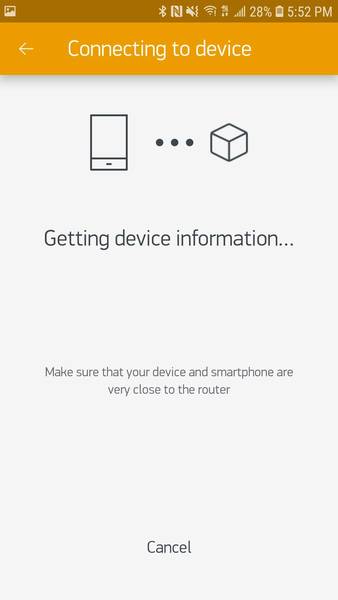 28% 5:52 PM
Connecting to device
Getting device information...
Make sure that your device and smartphone are
very close to the router
Cancel